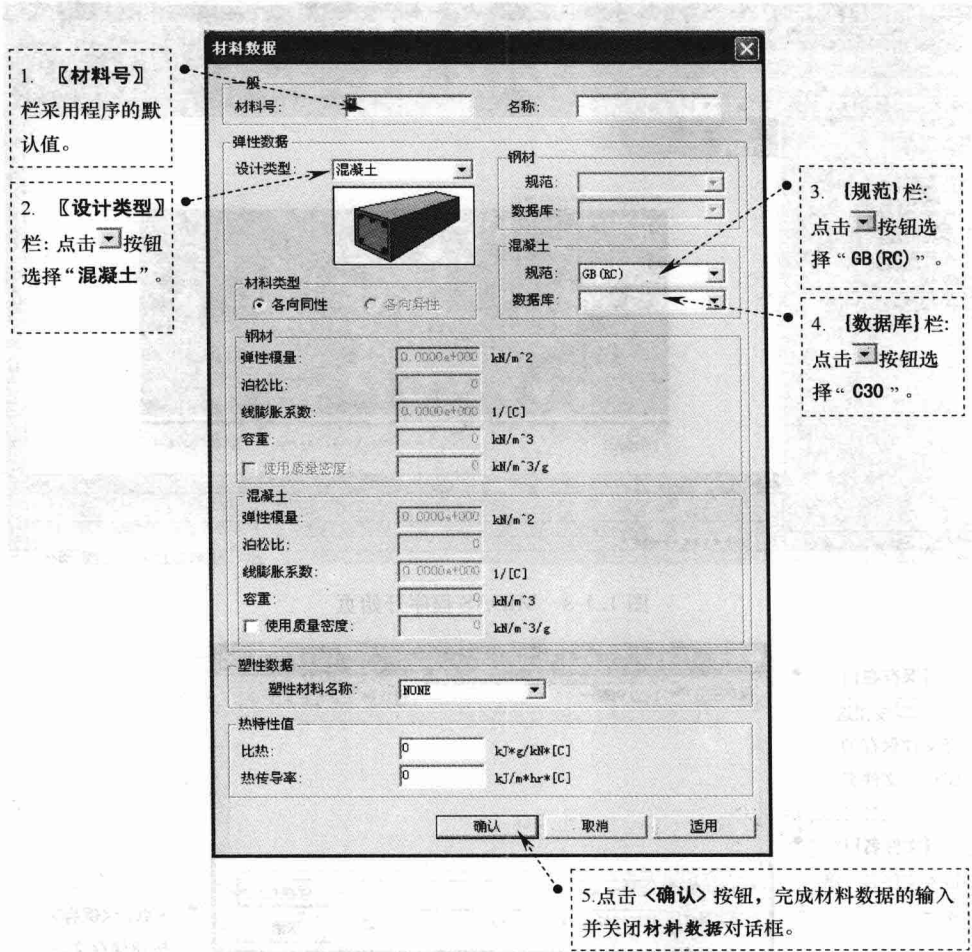 材料数据
1. 〖材料号〗
栏采用程序的默
认值。
2. 〖设计类型〗
栏: 点击按钮
选择“混凝土”。
一般
材料号:
名称:
弹性数据
设计类型:
混凝土
钢材
规范:
数据库:
混凝土
规范:
GB(RC)
数据库:
材料类型
各向同性
各向异性
3. 〖规范〗栏:
点击按钮选
择“GB(RC)”。
4. 〖数据库〗栏:
点击按钮选
择“C30”。
钢材
弹性模量: 0.0000e+000 kN/m^2
泊松比: 0
线膨胀系数: 0.0000e+000 1/[C]
容重: 0 kN/m^3
使用质量密度: 0 kN/m^3/g
混凝土
弹性模量: 0.0000e+000 kN/m^2
泊松比: 0
线膨胀系数: 0.0000e+000 1/[C]
容重: 0 kN/m^3
使用质量密度: 0 kN/m^3/g
塑性数据
塑性材料名称: NONE
热特性值
比热: 0 kJ*g/kN*[C]
热传导率: 0 kJ/m*hr*[C]
确认 取消 适用
5.点击〈确认〉按钮，完成材料数据的输入
并关闭材料数据对话框。